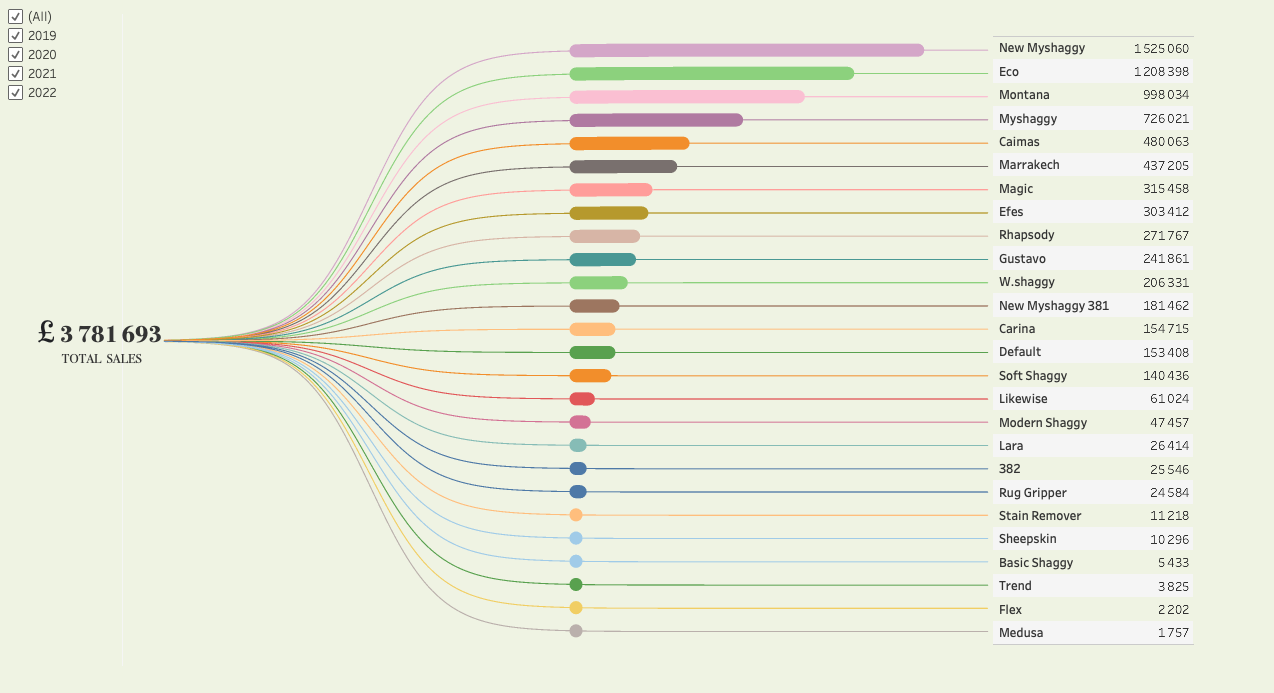 (All)
2019
2020
2021
2022
£ 3 781 693
TOTAL SALES
New Myshaggy 1 525 060
Eco 1 208 398
Montana 998 034
Myshaggy 726 021
Caimas 480 063
Marrakech 437 205
Magic 315 458
Efes 303 412
Rhapsody 271 767
Gustavo 241 861
W.shaggy 206 331
New Myshaggy 381 181 462
Carina 154 715
Default 153 408
Soft Shaggy 140 436
Likewise 61 024
Modern Shaggy 47 457
Lara 26 414
382 25 546
Rug Gripper 24 584
Stain Remover 11 218
Sheepskin 10 296
Basic Shaggy 5 433
Trend 3 825
Flex 2 202
Medusa 1 757